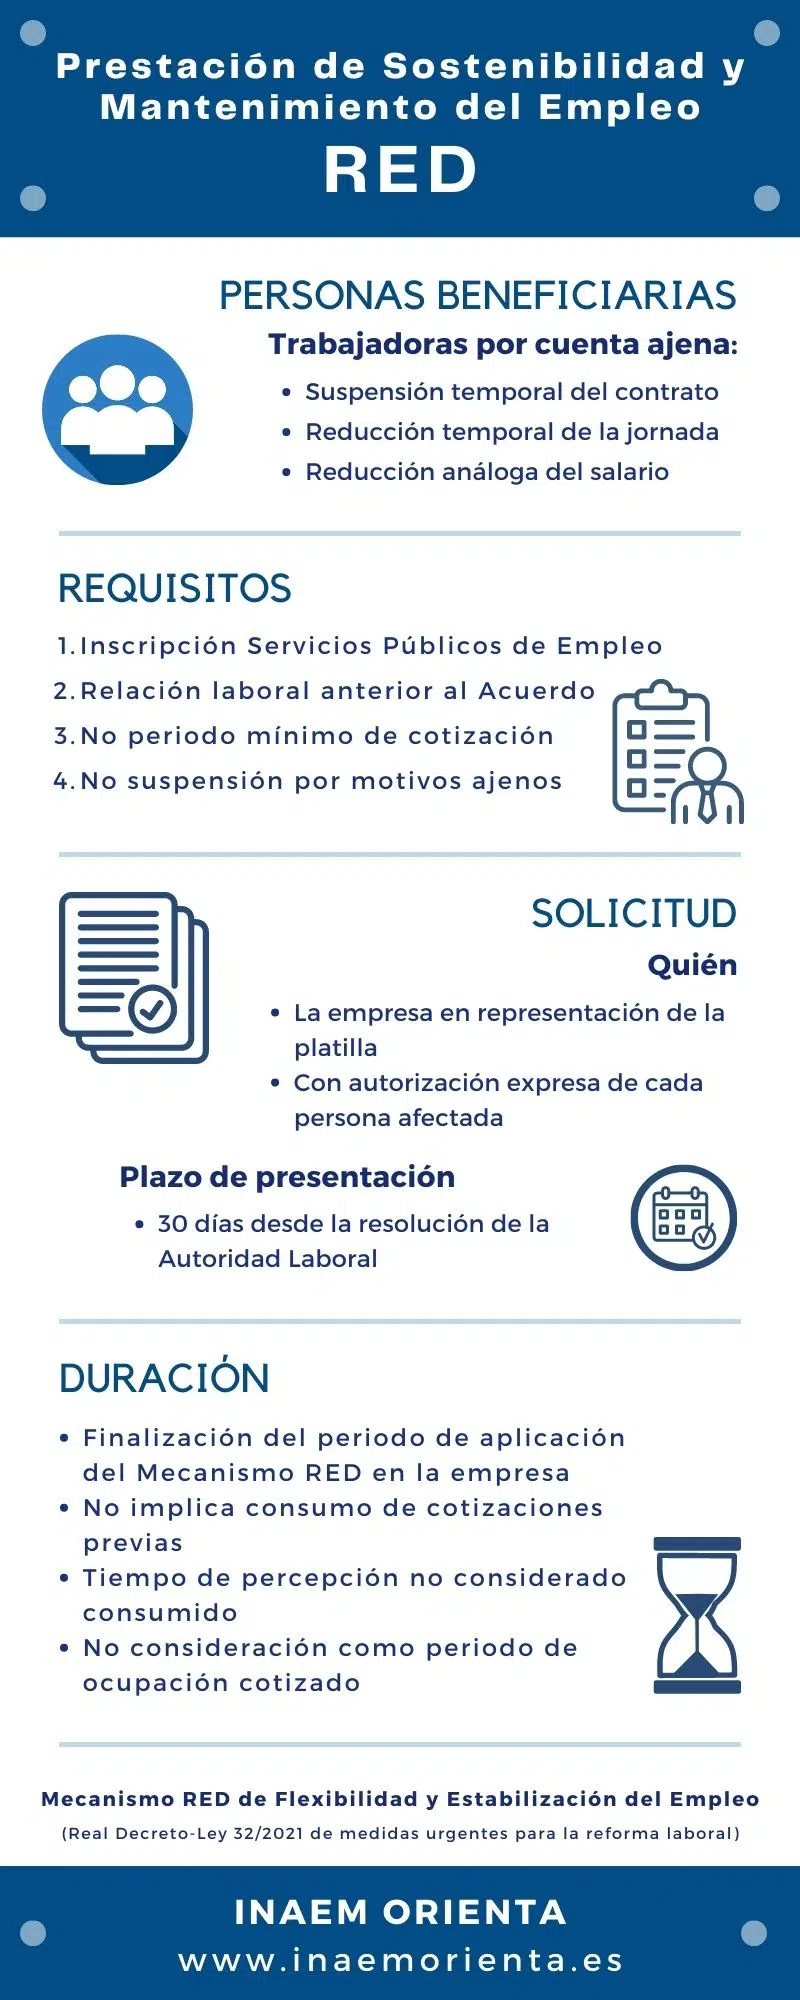 Prestación de Sostenibilidad y
Mantenimiento del Empleo
RED
PERSONAS BENEFICIARIAS
Trabajadoras por cuenta ajena:
• Suspensión temporal del contrato
• Reducción temporal de la jornada
• Reducción análoga del salario
REQUISITOS
1. Inscripción Servicios Públicos de Empleo
2. Relación laboral anterior al Acuerdo
3. No periodo mínimo de cotización
4. No suspensión por motivos ajenos
SOLICITUD
Quién
• La empresa en representación de la
platilla
• Con autorización expresa de cada
persona afectada
Plazo de presentación
• 30 días desde la resolución de la
Autoridad Laboral
DURACIÓN
• Finalización del periodo de aplicación
del Mecanismo RED en la empresa
• No implica consumo de cotizaciones
previas
• Tiempo de percepción no considerado
consumido
• No consideración como periodo de
ocupación cotizado
Mecanismo RED de Flexibilidad y Estabilización del Empleo
(Real Decreto-Ley 32/2021 de medidas urgentes para la reforma laboral)
INAEM ORIENTA
www.inaemorienta.es